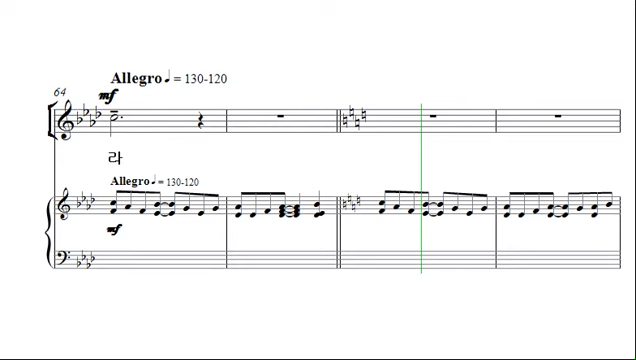 Allegro ♩ = 130-120
64
mf
라
Allegro ♩ = 130-120
mf